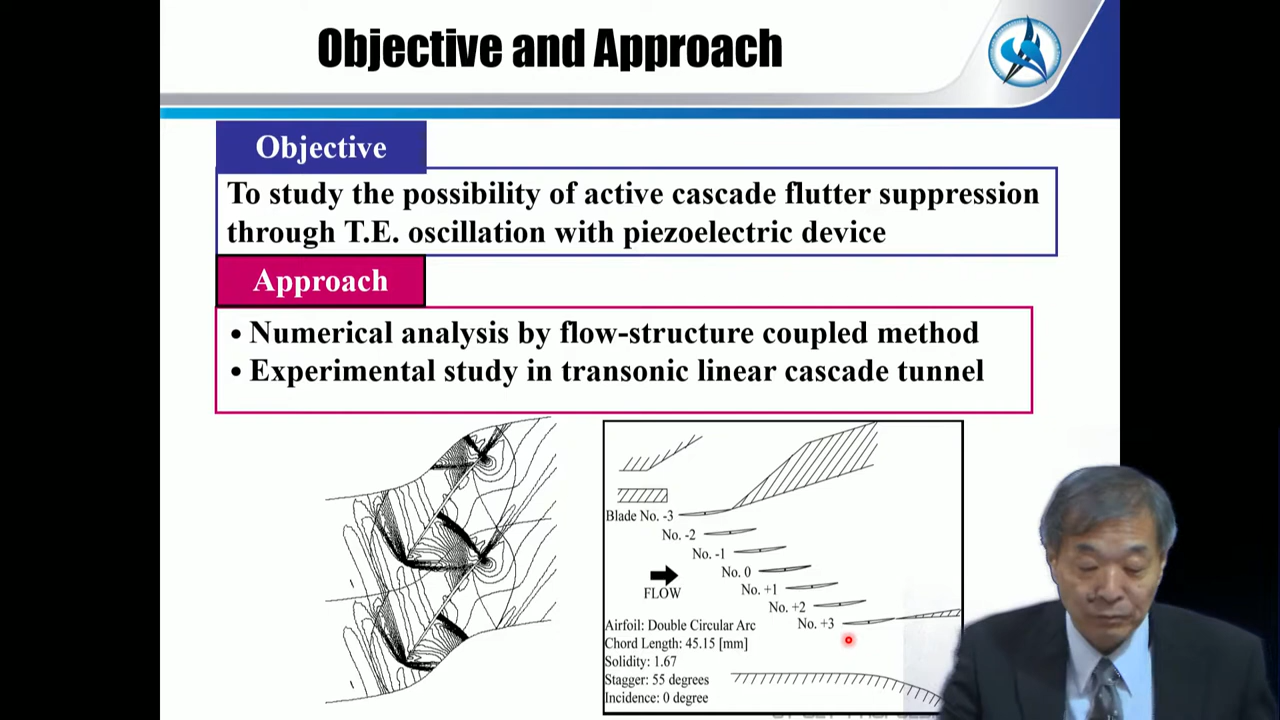 Objective and Approach
Objective
To study the possibility of active cascade flutter suppression
through T.E. oscillation with piezoelectric device
Approach
• Numerical analysis by flow-structure coupled method
• Experimental study in transonic linear cascade tunnel
Blade No. -3
No. -2
No. -1
No. 0
No. +1
No. +2
No. +3
FLOW
Airfoil: Double Circular Arc
Chord Length: 45.15 [mm]
Solidity: 1.67
Stagger: 55 degrees
Incidence: 0 degree